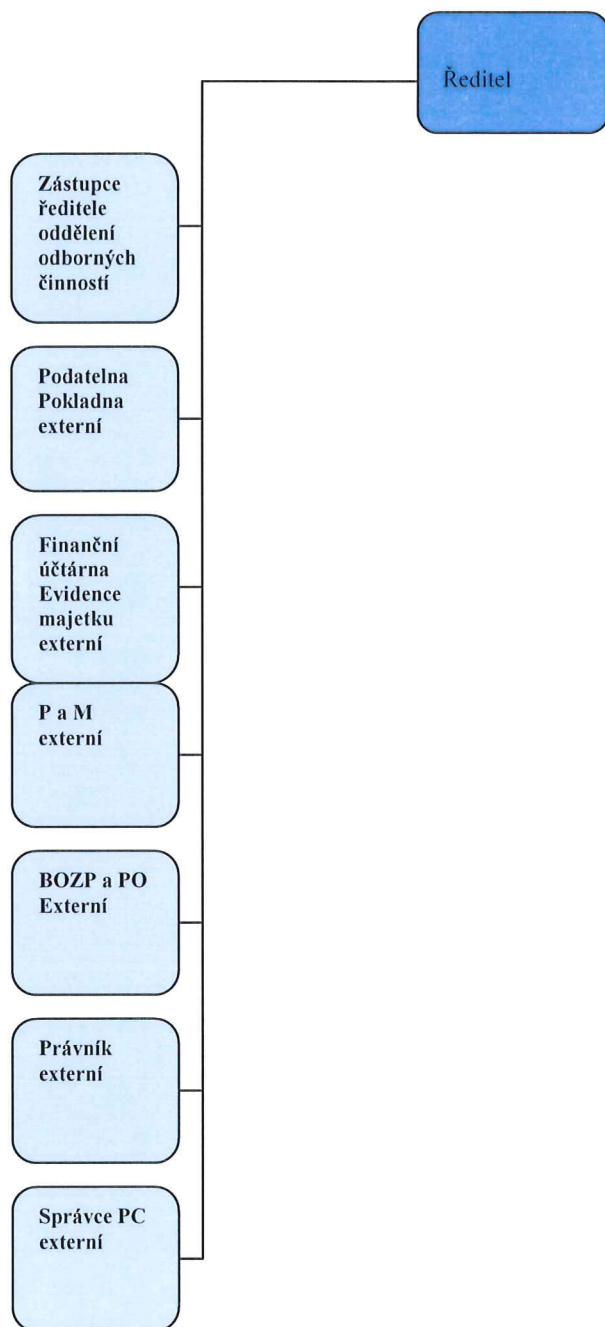 Ředitel
Zástupce
ředitele
oddělení
odborných
činností
Podatelna
Pokladna
externí
Finanční
účtárna
Evidence
majetku
externí
P a M
externí
BOZP a PO
Externí
Právník
externí
Správce PC
externí